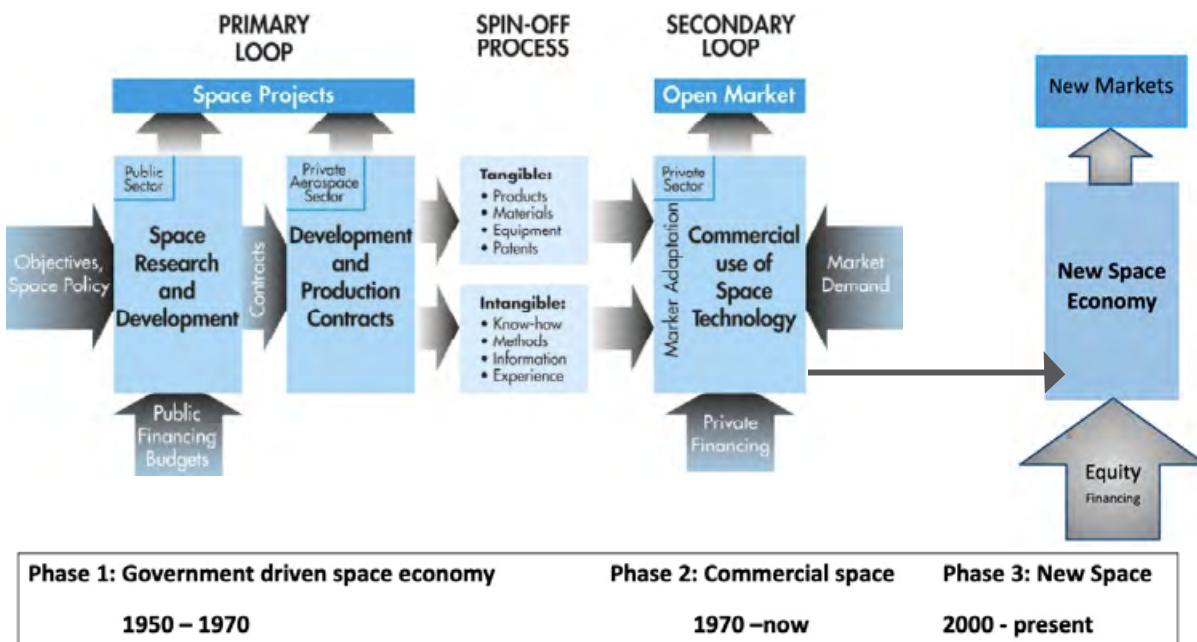 PRIMARY
LOOP
SPIN-OFF
PROCESS
SECONDARY
LOOP
Space Projects
Open Market
New Markets
Public
Sector
Space
Research
and
Development
Objectives,
Space Policy
Contracts
Private
Aerospace
Sector
Development
and
Production
Contracts
Public
Financing
Budgets
Tangible:
• Products
• Materials
• Equipment
• Patents
Intangible:
• Know-how
• Methods
• Information
• Experience
Private
Sector
Marker Adaptation
Commercial
use of
Space
Technology
Market
Demand
Private
Financing
New Space
Economy
Equity
Financing
Phase 1: Government driven space economy
1950 – 1970
Phase 2: Commercial space
1970 –now
Phase 3: New Space
2000 - present